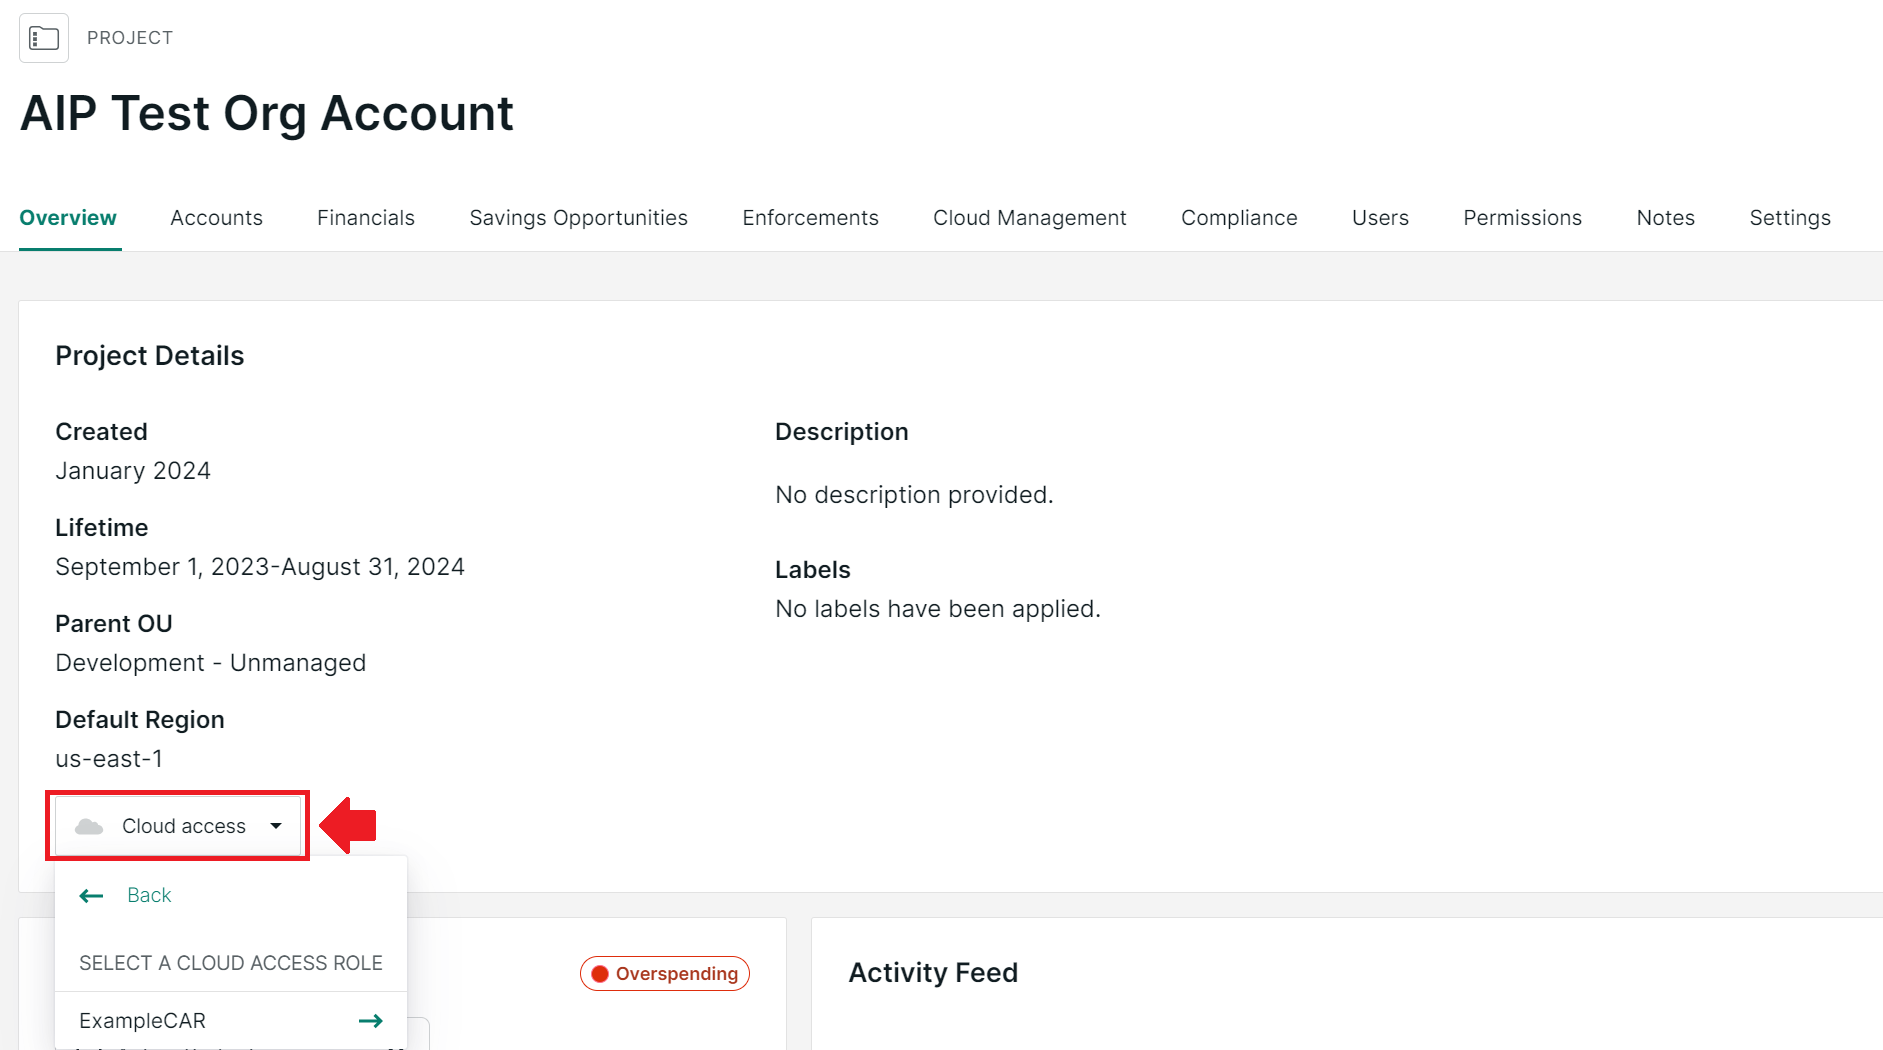 PROJECT
AIP Test Org Account
Overview Accounts Financials Savings Opportunities Enforcements Cloud Management Compliance Users Permissions Notes Settings
Project Details
Created
January 2024
Lifetime
September 1, 2023-August 31, 2024
Parent OU
Development - Unmanaged
Default Region
us-east-1
Description
No description provided.
Labels
No labels have been applied.
Cloud access
Back
SELECT A CLOUD ACCESS ROLE
ExampleCAR
Overspending
Activity Feed